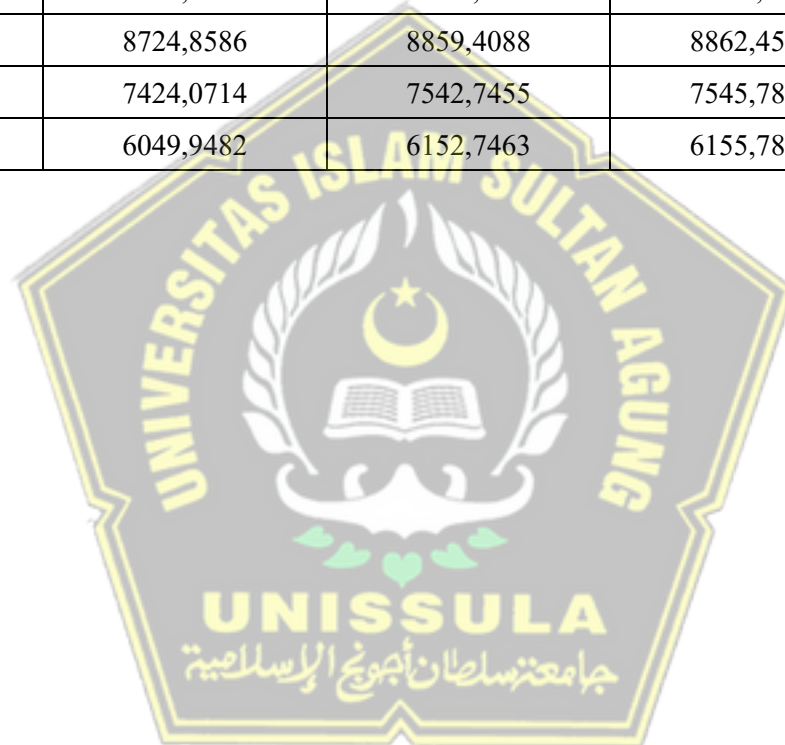 8724,8586 8859,4088 8862,45
7424,0714 7542,7455 7545,78
6049,9482 6152,7463 6155,78
UNIVERSITAS ISLAM SULTAN AGUNG
UNISSULA
جامعة سلطان أجونج الإسلامية